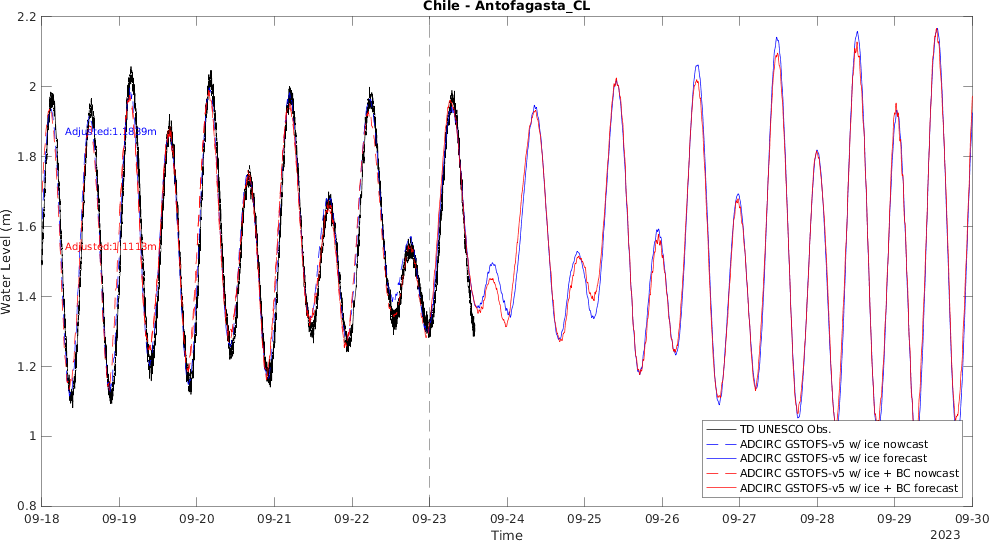 Chile - Antofagasta_CL
2.2
2
1.8
1.6
1.4
1.2
1
0.8
Water Level (m)
Adjusted:1.1839m
Adjusted:1.1113m
TD UNESCO Obs.
ADCIRC GSTOFS-v5 w/ ice nowcast
ADCIRC GSTOFS-v5 w/ ice forecast
ADCIRC GSTOFS-v5 w/ ice + BC nowcast
ADCIRC GSTOFS-v5 w/ ice + BC forecast
09-18 09-19 09-20 09-21 09-22 09-23 09-24 09-25 09-26 09-27 09-28 09-29 09-30
Time
2023